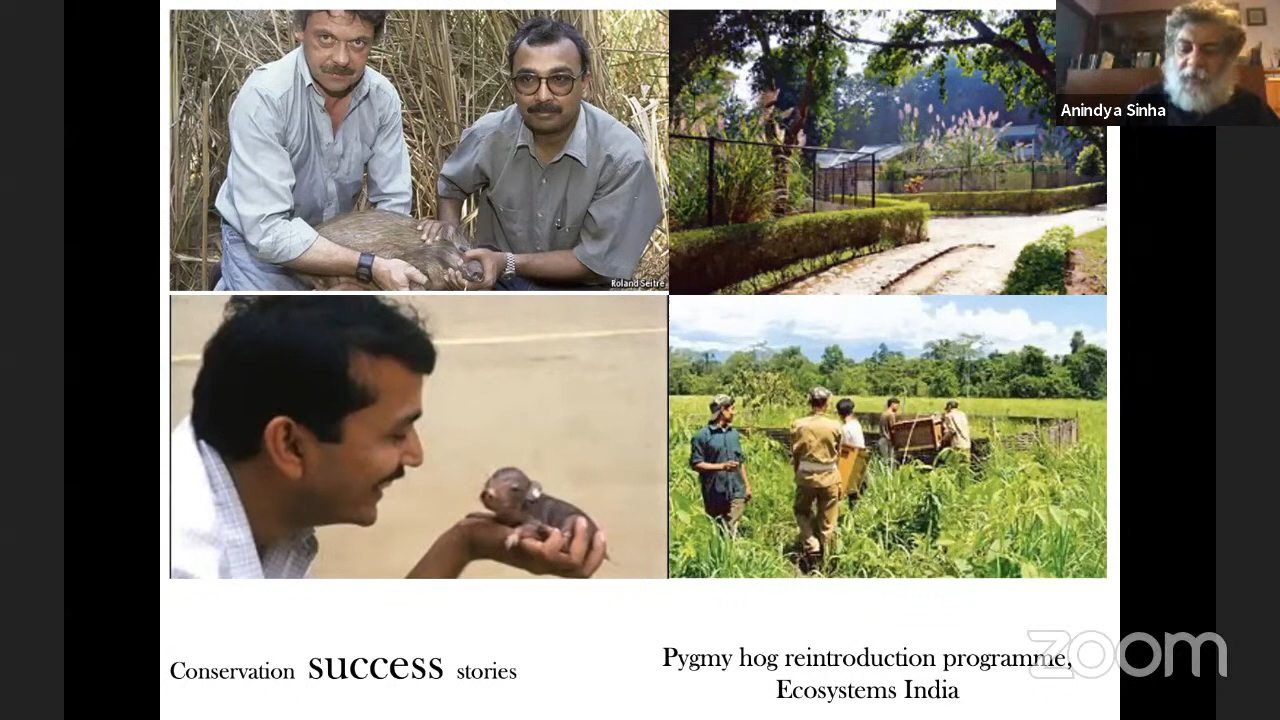 Anindya Sinha
Roland Seitre
Conservation success stories
Pygmy hog reintroduction programme,
Ecosystems India
zoom